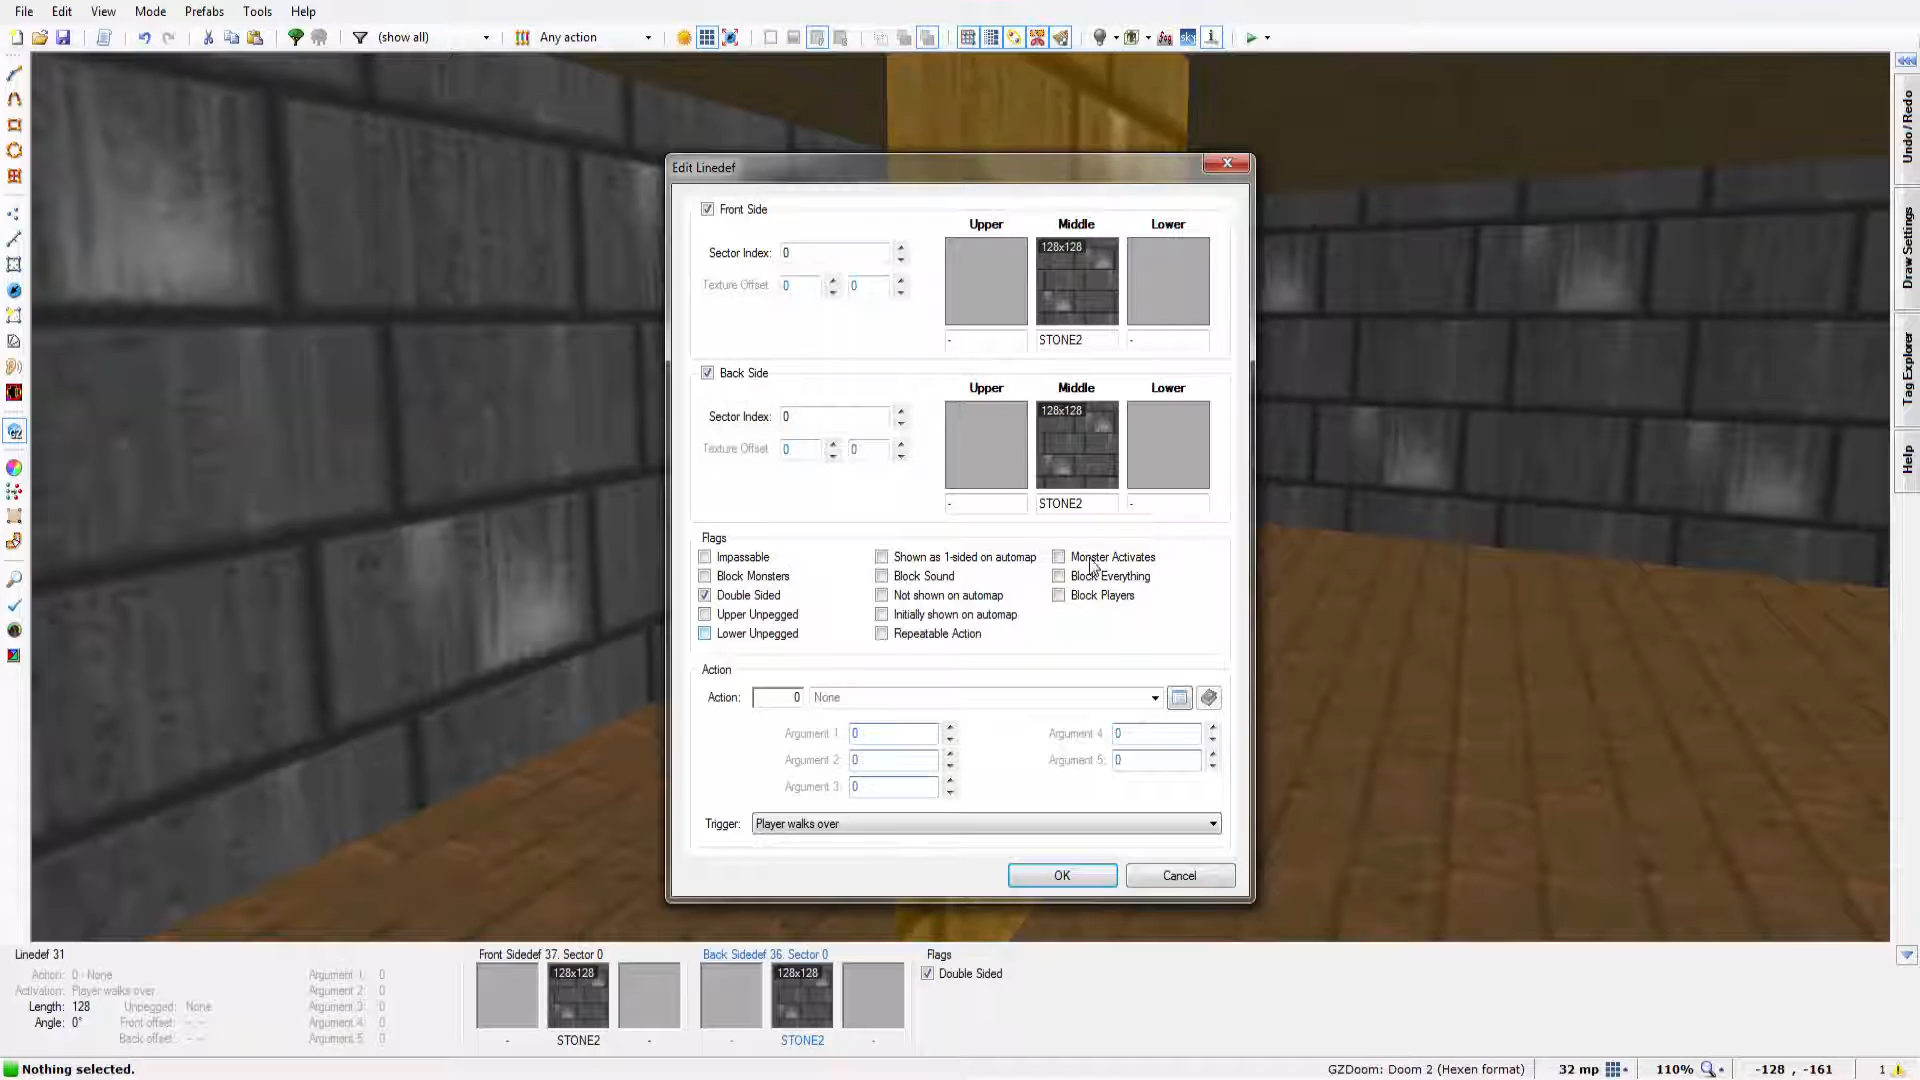 File Edit View Mode Prefabs Tools Help
(show all) Any action
Undo / Redo
Draw Settings
Tag Explorer
Help
Edit Linedef
Front Side
Upper Middle Lower
128x128
Sector Index: 0
Texture Offset 0 0
- STONE2 -
Back Side
Upper Middle Lower
128x128
Sector Index: 0
Texture Offset 0 0
- STONE2 -
Flags
Impassable Shown as 1-sided on automap Monster Activates
Block Monsters Block Sound Block Everything
Double Sided Not shown on automap Block Players
Upper Unpegged Initially shown on automap
Lower Unpegged Repeatable Action
Action
Action: 0 None
Argument 1: 0 Argument 4: 0
Argument 2: 0 Argument 5: 0
Argument 3: 0
Trigger: Player walks over
OK Cancel
Linedef 31
Action: 0 - None Argument 1: 0
Activation: Player walks over Argument 2: 0
Length: 128 Unpegged: None Argument 3: 0
Angle: 0° Front offset: -- -- Argument 4: 0
Back offset: -- -- Argument 5: 0
Front Sidedef 37. Sector 0
128x128
- STONE2 -
Back Sidedef 36. Sector 0
128x128
- STONE2 -
Flags
Double Sided
Nothing selected.
GZDoom: Doom 2 (Hexen format) 32 mp 110% -128 , -161 1